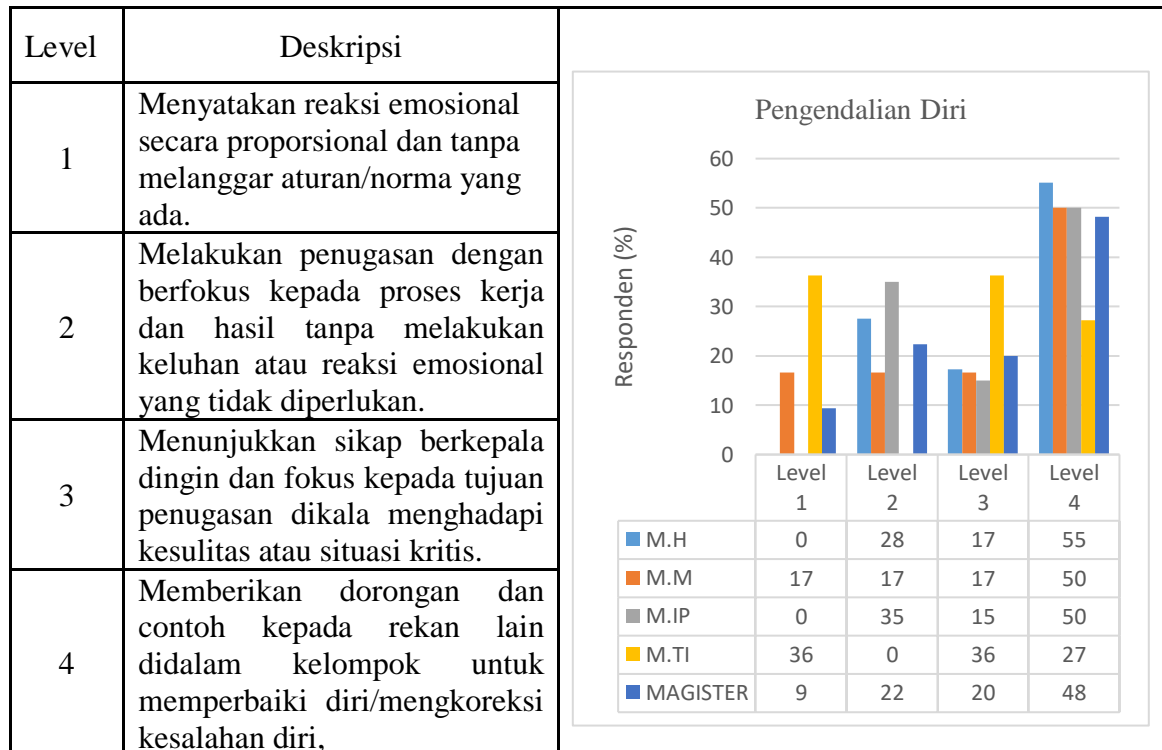 Level Deskripsi
1
Menyatakan reaksi emosional
secara proporsional dan tanpa
melanggar aturan/norma yang
ada.
2
Melakukan penugasan dengan
berfokus kepada proses kerja
dan hasil tanpa melakukan
keluhan atau reaksi emosional
yang tidak diperlukan.
3
Menunjukkan sikap berkepala
dingin dan fokus kepada tujuan
penugasan dikala menghadapi
kesulitas atau situasi kritis.
4
Memberikan dorongan dan
contoh kepada rekan lain
didalam kelompok untuk
memperbaiki diri/mengkoreksi
kesalahan diri,
Pengendalian Diri
Responden (%)
60
50
40
30
20
10
0
Level 1 Level 2 Level 3 Level 4
M.H 0 28 17 55
M.M 17 17 17 50
M.IP 0 35 15 50
M.TI 36 0 36 27
MAGISTER 9 22 20 48